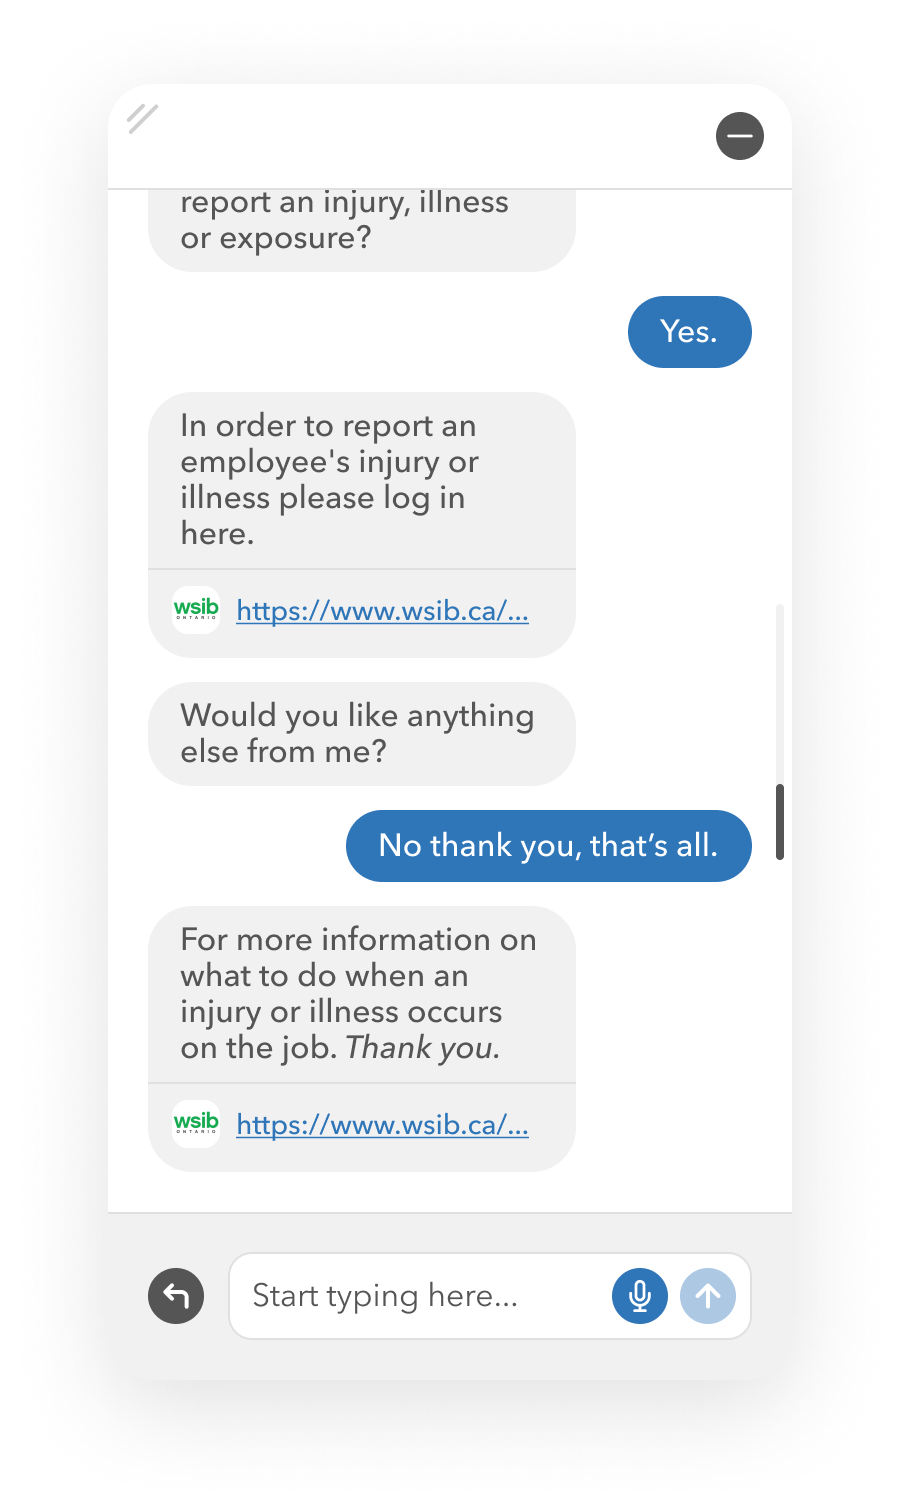 report an injury, illness
or exposure?
Yes.
In order to report an
employee's injury or
illness please log in
here.
wsib
ONTARIO
https://www.wsib.ca/...
Would you like anything
else from me?
No thank you, that’s all.
For more information on
what to do when an
injury or illness occurs
on the job. Thank you.
wsib
ONTARIO
https://www.wsib.ca/...
Start typing here...